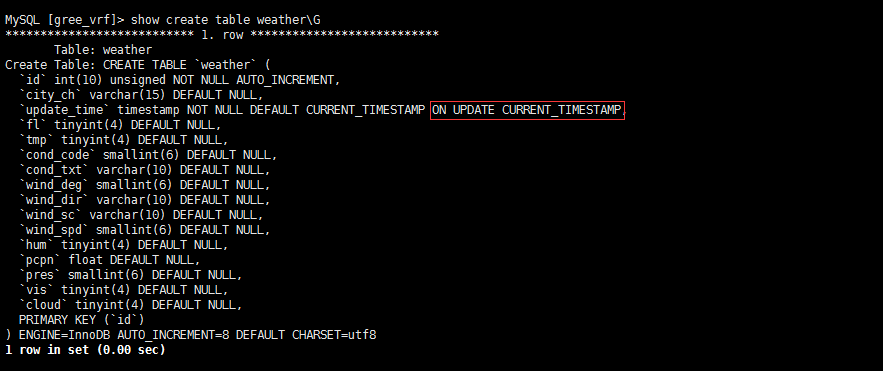 MySQL [gree_vrf]> show create table weather\G
*************************** 1. row ***************************
       Table: weather
Create Table: CREATE TABLE `weather` (
  `id` int(10) unsigned NOT NULL AUTO_INCREMENT,
  `city_ch` varchar(15) DEFAULT NULL,
  `update_time` timestamp NOT NULL DEFAULT CURRENT_TIMESTAMP ON UPDATE CURRENT_TIMESTAMP,
  `fl` tinyint(4) DEFAULT NULL,
  `tmp` tinyint(4) DEFAULT NULL,
  `cond_code` smallint(6) DEFAULT NULL,
  `cond_txt` varchar(10) DEFAULT NULL,
  `wind_deg` smallint(6) DEFAULT NULL,
  `wind_dir` varchar(10) DEFAULT NULL,
  `wind_sc` varchar(10) DEFAULT NULL,
  `wind_spd` smallint(6) DEFAULT NULL,
  `hum` tinyint(4) DEFAULT NULL,
  `pcpn` float DEFAULT NULL,
  `pres` smallint(6) DEFAULT NULL,
  `vis` tinyint(4) DEFAULT NULL,
  `cloud` tinyint(4) DEFAULT NULL,
  PRIMARY KEY (`id`)
) ENGINE=InnoDB AUTO_INCREMENT=8 DEFAULT CHARSET=utf8
1 row in set (0.00 sec)